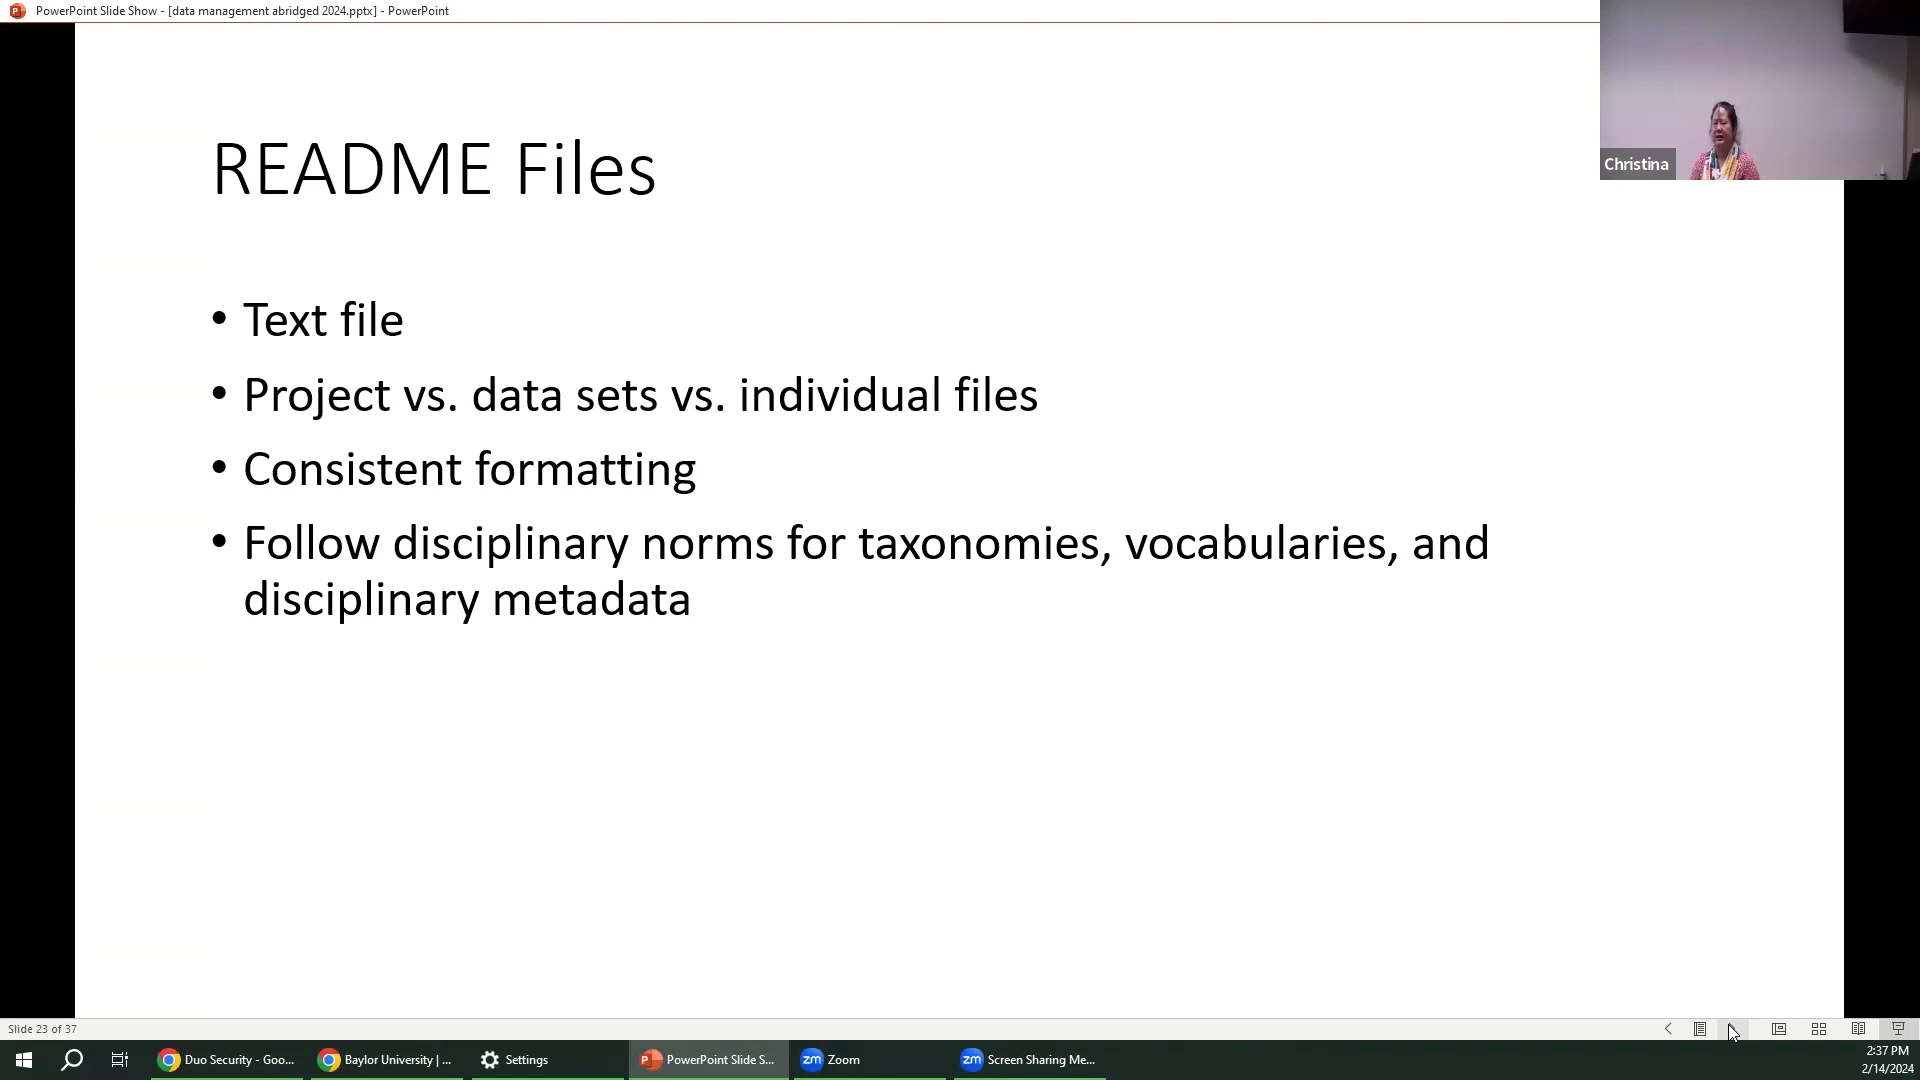 PowerPoint Slide Show - [data management abridged 2024.pptx] - PowerPoint
Christina
README Files
• Text file
• Project vs. data sets vs. individual files
• Consistent formatting
• Follow disciplinary norms for taxonomies, vocabularies, and
disciplinary metadata
Slide 23 of 37
Duo Security - Goo...
Baylor University | ...
Settings
PowerPoint Slide S...
zm Zoom
zm Screen Sharing Me...
2:37 PM
2/14/2024